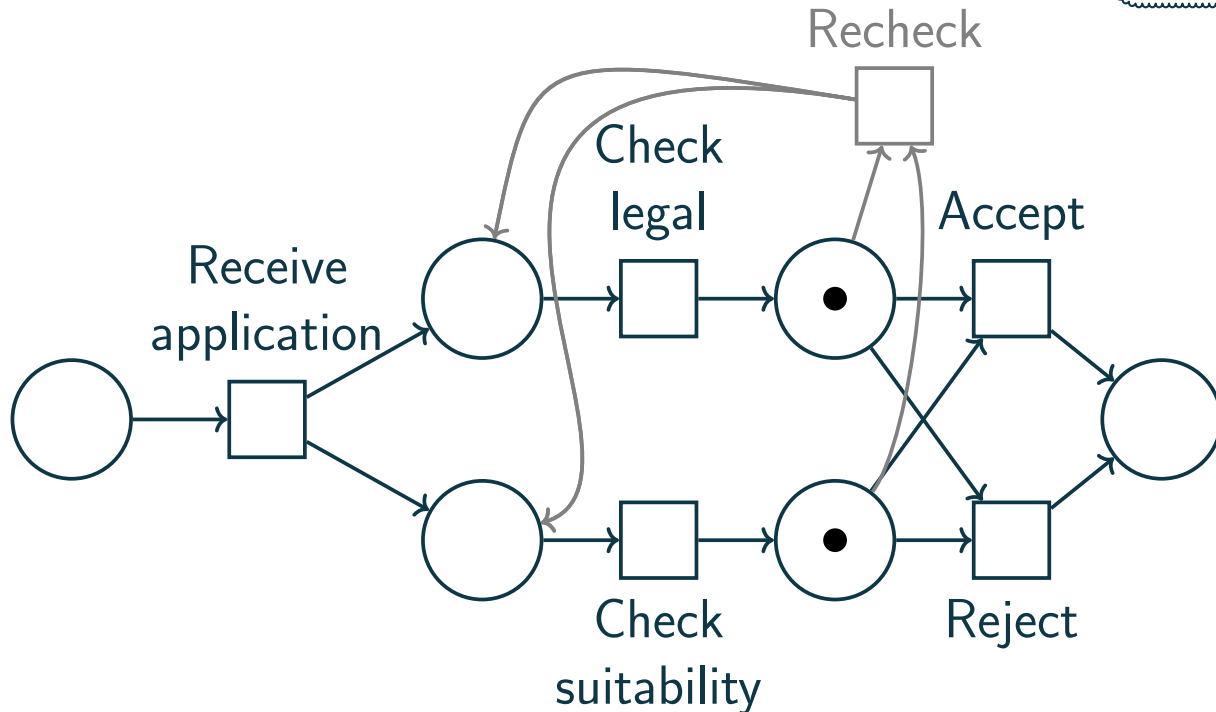 Recheck
Check
legal
Accept
Receive
application
Check
suitability
Reject